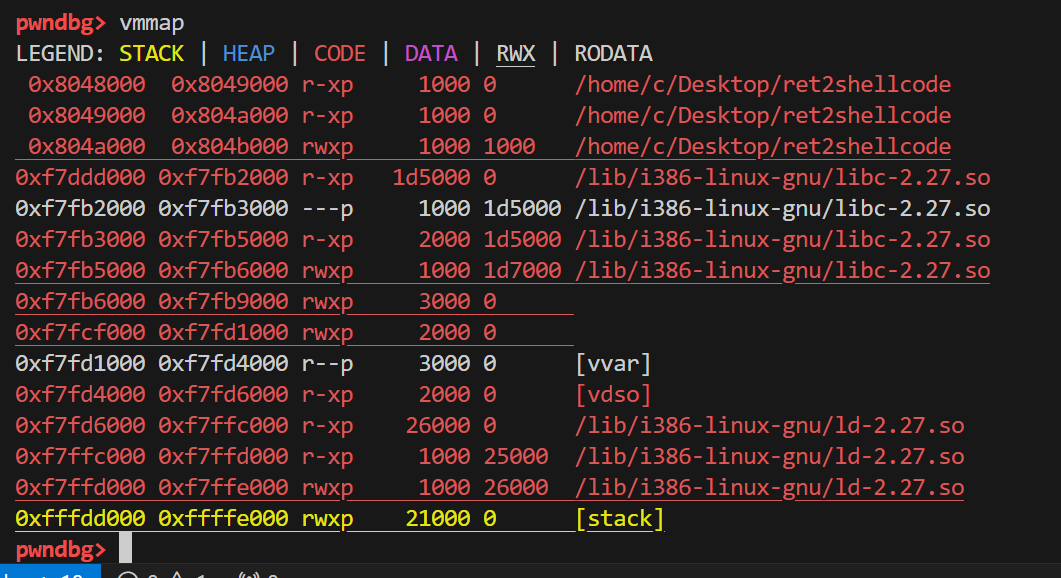 pwndbg> vmmap
LEGEND: STACK | HEAP | CODE | DATA | RWX | RODATA
0x8048000 0x8049000 r-xp 1000 0 /home/c/Desktop/ret2shellcode
0x8049000 0x804a000 r-xp 1000 0 /home/c/Desktop/ret2shellcode
0x804a000 0x804b000 rwxp 1000 1000 /home/c/Desktop/ret2shellcode
0xf7ddd000 0xf7fb2000 r-xp 1d5000 0 /lib/i386-linux-gnu/libc-2.27.so
0xf7fb2000 0xf7fb3000 ---p 1000 1d5000 /lib/i386-linux-gnu/libc-2.27.so
0xf7fb3000 0xf7fb5000 r-xp 2000 1d5000 /lib/i386-linux-gnu/libc-2.27.so
0xf7fb5000 0xf7fb6000 rwxp 1000 1d7000 /lib/i386-linux-gnu/libc-2.27.so
0xf7fb6000 0xf7fb9000 rwxp 3000 0
0xf7fcf000 0xf7fd1000 rwxp 2000 0
0xf7fd1000 0xf7fd4000 r--p 3000 0 [vvar]
0xf7fd4000 0xf7fd6000 r-xp 2000 0 [vdso]
0xf7fd6000 0xf7ffc000 r-xp 26000 0 /lib/i386-linux-gnu/ld-2.27.so
0xf7ffc000 0xf7ffd000 r-xp 1000 25000 /lib/i386-linux-gnu/ld-2.27.so
0xf7ffd000 0xf7ffe000 rwxp 1000 26000 /lib/i386-linux-gnu/ld-2.27.so
0xfffdd000 0xffffe000 rwxp 21000 0 [stack]
pwndbg>